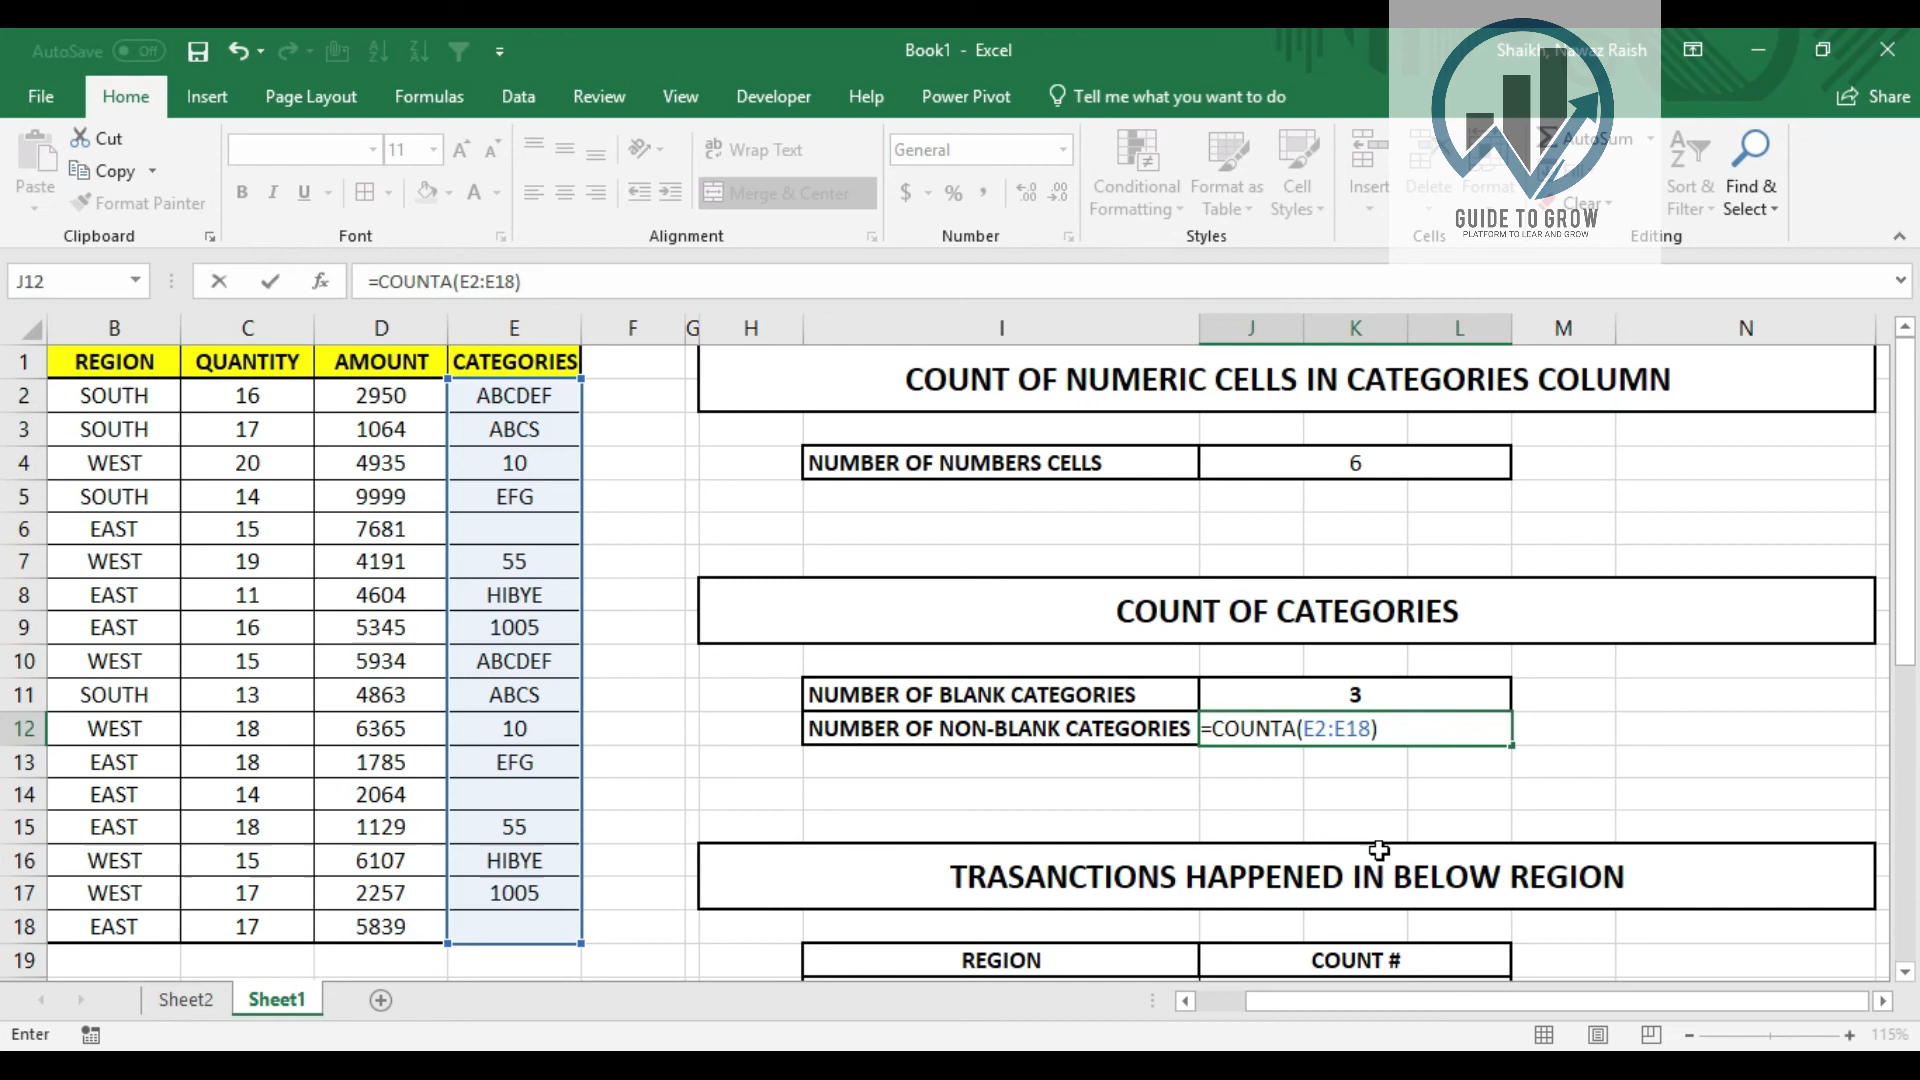 AutoSave Off Book1 - Excel Shaikh, Nawaz Raish
File Home Insert Page Layout Formulas Data Review View Developer Help Power Pivot Tell me what you want to do Share
Cut
Copy
Paste
Format Painter
Clipboard
11
B I U A
Font
Wrap Text
Merge & Center
Alignment
General
$ % ,
Number
Conditional Formatting
Format as Table
Cell Styles
Styles
Insert Delete Format
Cells
AutoSum
Fill
Clear
Sort & Filter
Find & Select
Editing
GUIDE TO GROW
PLATFORM TO LEAR AND GROW
J12 fx =COUNTA(E2:E18)
B C D E F G H I J K L M N
1 REGION QUANTITY AMOUNT CATEGORIES
2 SOUTH 16 2950 ABCDEF
3 SOUTH 17 1064 ABCS
4 WEST 20 4935 10
5 SOUTH 14 9999 EFG
6 EAST 15 7681
7 WEST 19 4191 55
8 EAST 11 4604 HIBYE
9 EAST 16 5345 1005
10 WEST 15 5934 ABCDEF
11 SOUTH 13 4863 ABCS
12 WEST 18 6365 10
13 EAST 18 1785 EFG
14 EAST 14 2064
15 EAST 18 1129 55
16 WEST 15 6107 HIBYE
17 WEST 17 2257 1005
18 EAST 17 5839
19
COUNT OF NUMERIC CELLS IN CATEGORIES COLUMN
NUMBER OF NUMBERS CELLS 6
COUNT OF CATEGORIES
NUMBER OF BLANK CATEGORIES 3
NUMBER OF NON-BLANK CATEGORIES =COUNTA(E2:E18)
TRASANCTIONS HAPPENED IN BELOW REGION
REGION COUNT #
Sheet2 Sheet1
Enter 115%